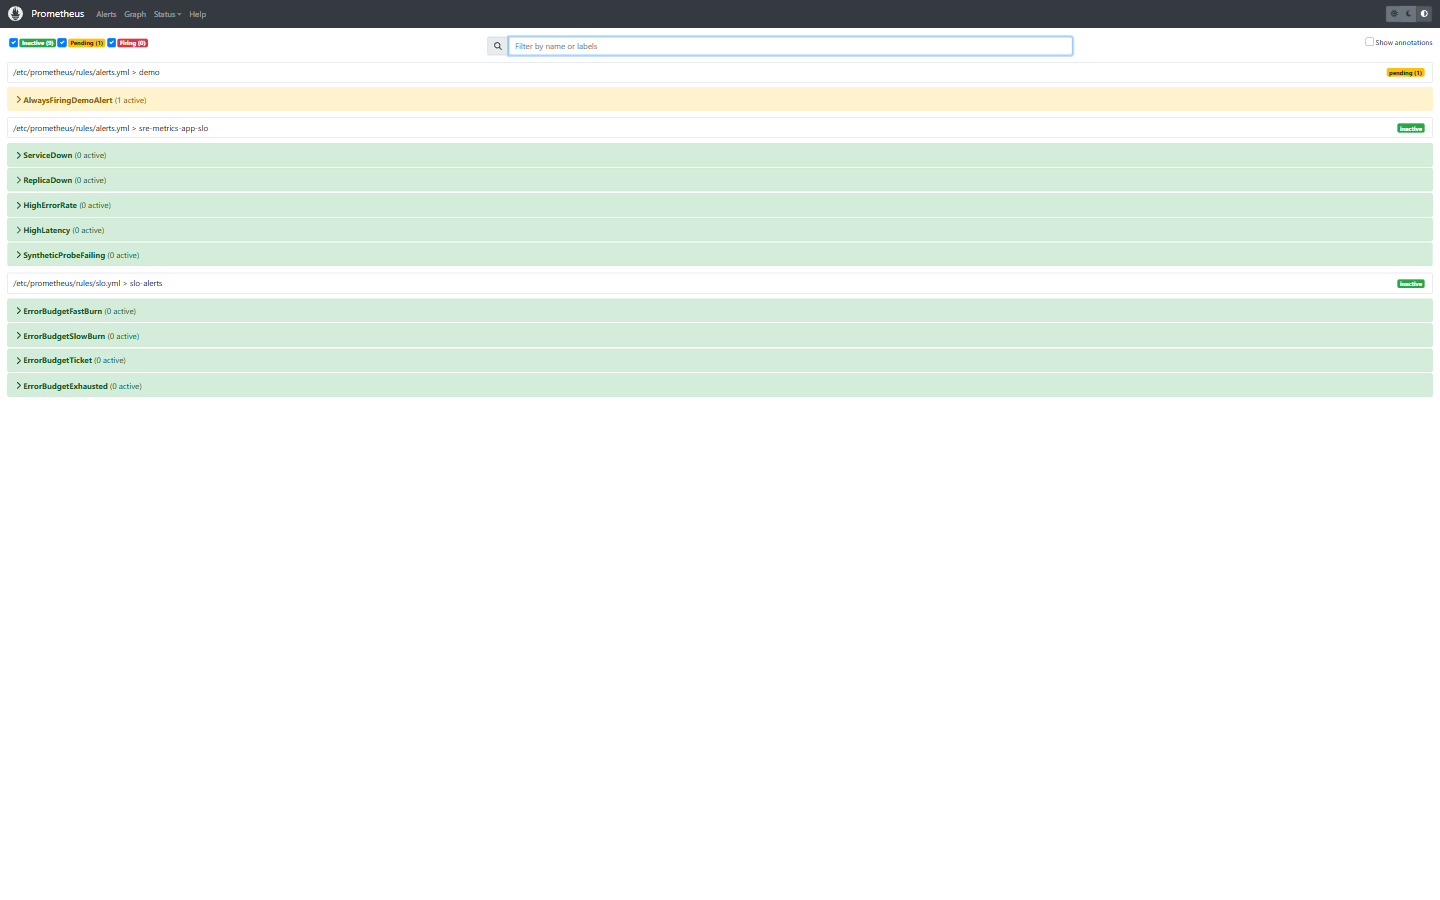 Prometheus Alerts Graph Status Help
Inactive (9) Pending (1) Firing (0) Filter by name or labels Show annotations
/etc/prometheus/rules/alerts.yml > demo pending (1)
AlwaysFiringDemoAlert (1 active)
/etc/prometheus/rules/alerts.yml > sre-metrics-app-slo inactive
ServiceDown (0 active)
ReplicaDown (0 active)
HighErrorRate (0 active)
HighLatency (0 active)
SyntheticProbeFailing (0 active)
/etc/prometheus/rules/slo.yml > slo-alerts inactive
ErrorBudgetFastBurn (0 active)
ErrorBudgetSlowBurn (0 active)
ErrorBudgetTicket (0 active)
ErrorBudgetExhausted (0 active)